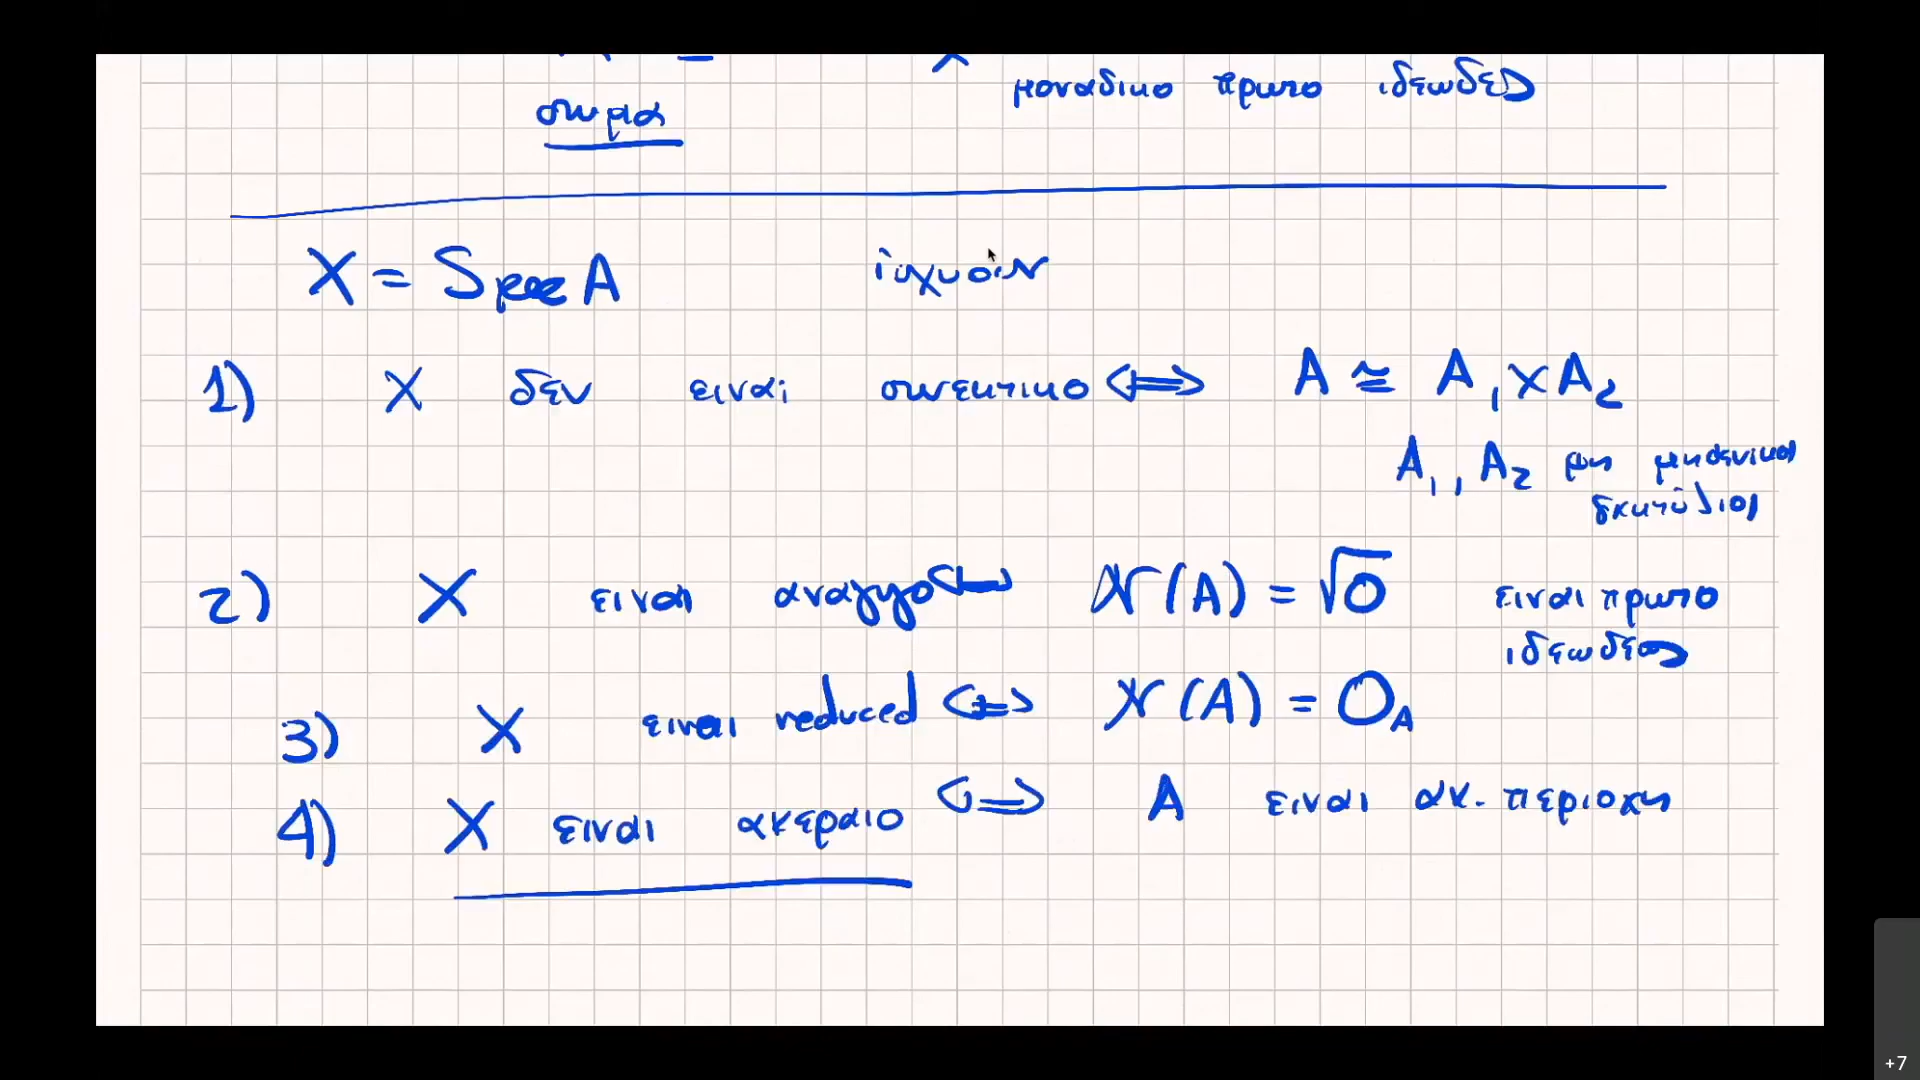 μοναδικο πρωτο ιδεωδες
σωμα
X = Spec A ισχυουν
1) X δεν ειναι συνεκτικο ⟺ A ≅ A₁ × A₂
A₁, A₂ μη μηδενικοι
δακτύλιοι
2) X ειναι αναγωγο ⟺ 𝒩(A) = √0 ειναι πρωτο
ιδεωδες
3) X ειναι reduced ⟺ 𝒩(A) = 0_A
4) X ειναι ακεραιο ⟺ A ειναι ακ. περιοχη
+7